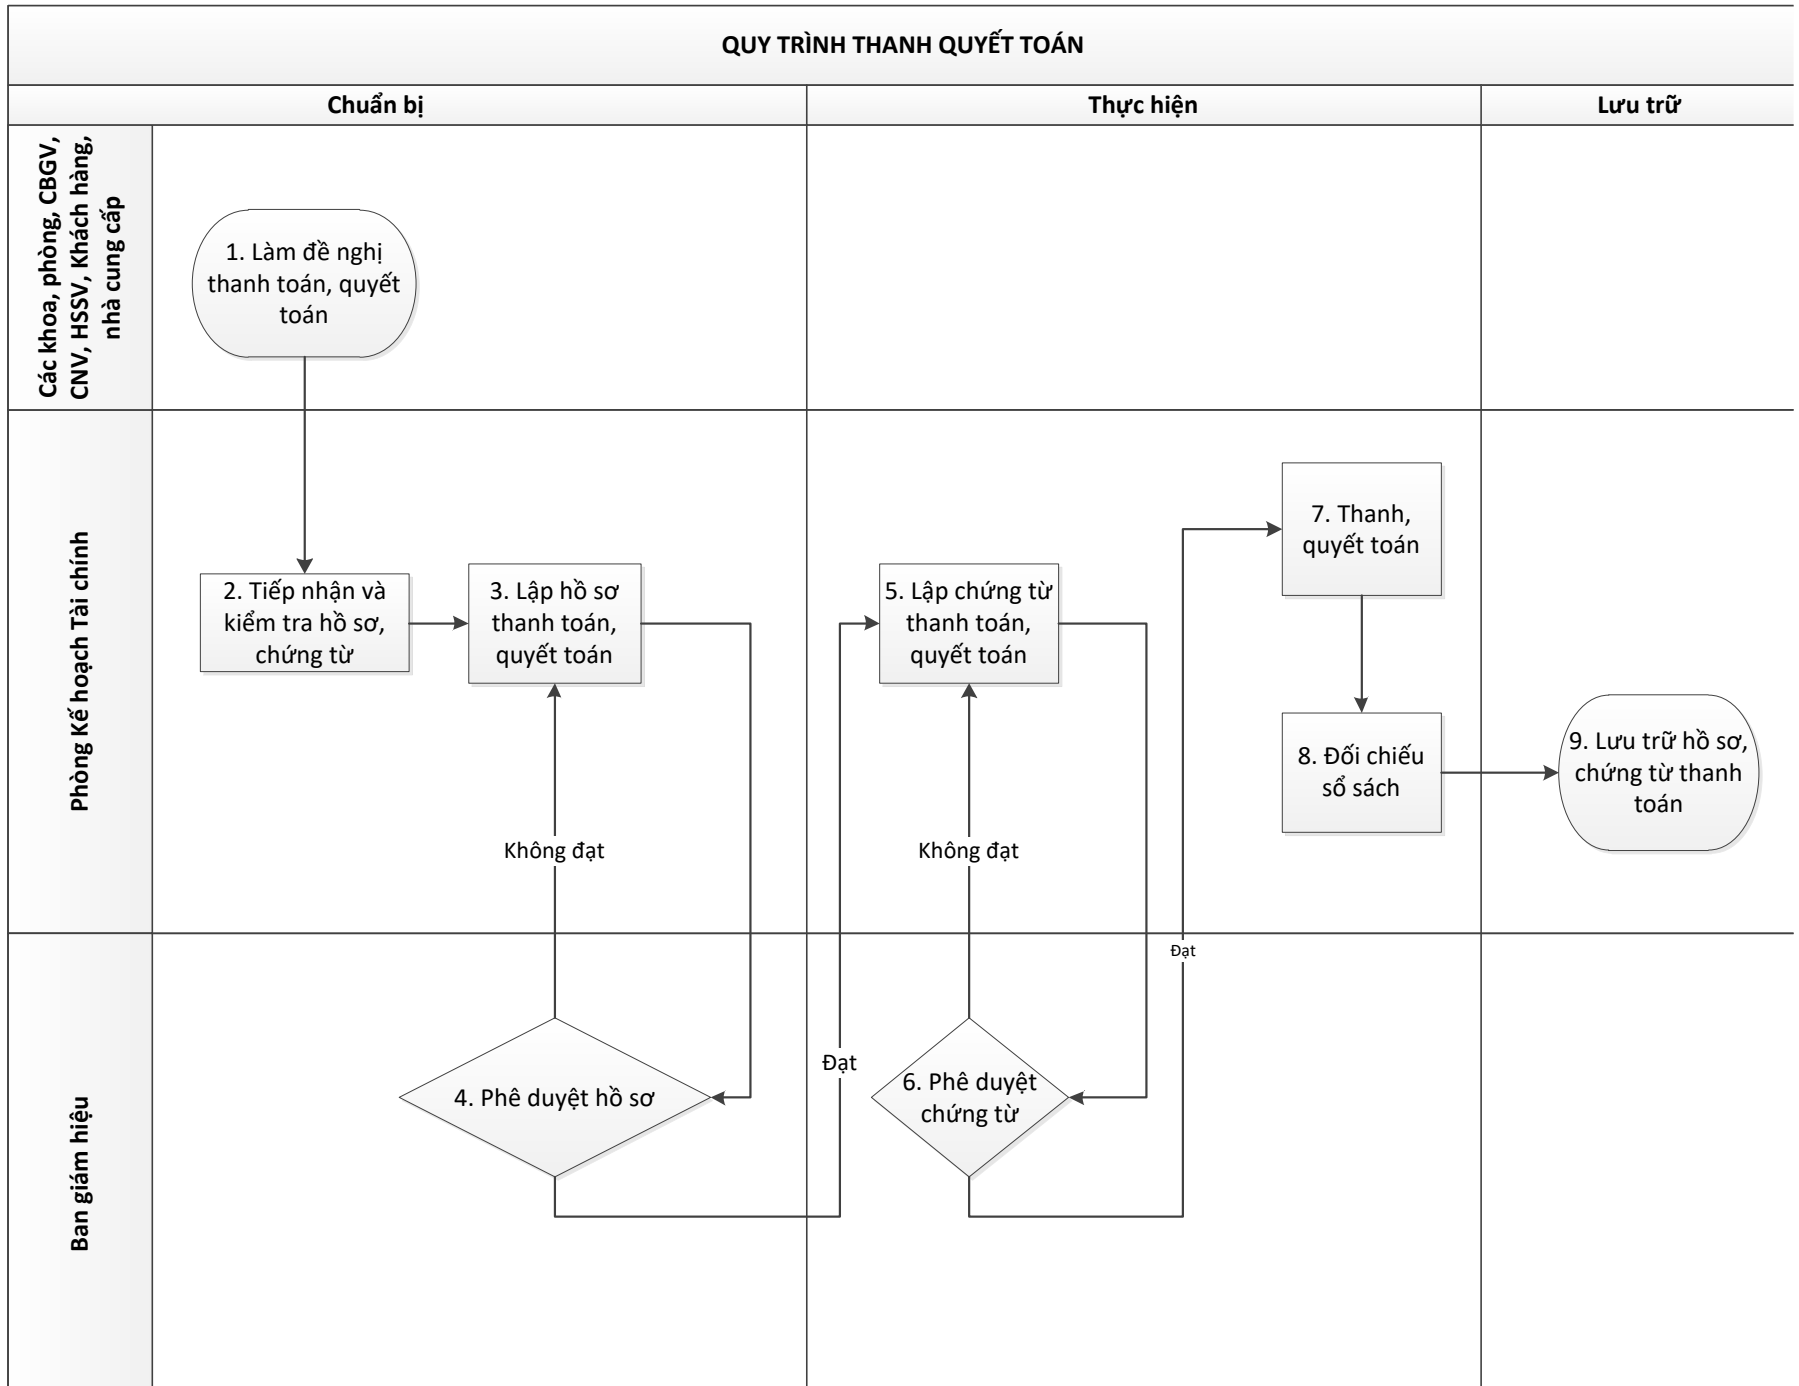 QUY TRÌNH THANH QUYẾT TOÁN
Chuẩn bị
Thực hiện
Lưu trữ
Các khoa, phòng, CBGV,
CNV, HSSV, Khách hàng,
nhà cung cấp
1. Làm đề nghị
thanh toán, quyết
toán
Phòng Kế hoạch Tài chính
2. Tiếp nhận và
kiểm tra hồ sơ,
chứng từ
3. Lập hồ sơ
thanh toán,
quyết toán
5. Lập chứng từ
thanh toán,
quyết toán
7. Thanh,
quyết toán
8. Đối chiếu
sổ sách
9. Lưu trữ hồ sơ,
chứng từ thanh
toán
Không đạt
Không đạt
Ban giám hiệu
4. Phê duyệt hồ sơ
Đạt
6. Phê duyệt
chứng từ
Đạt